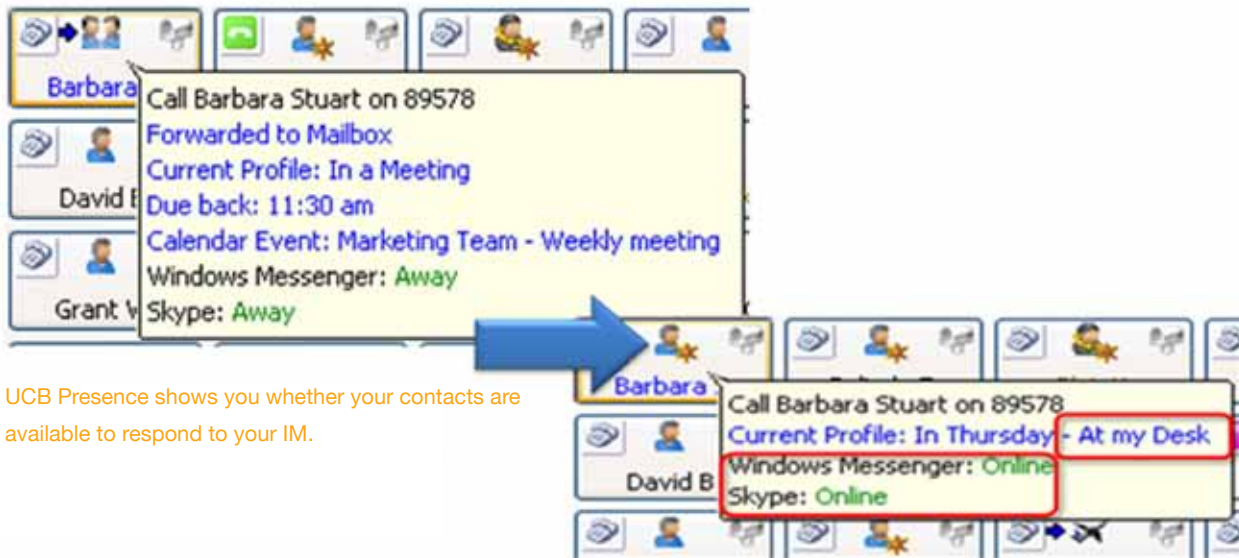 Barbara
Call Barbara Stuart on 89578
Forwarded to Mailbox
Current Profile: In a Meeting
David
Due back: 11:30 am
Calendar Event: Marketing Team - Weekly meeting
Windows Messenger: Away
Grant
Skype: Away
UCB Presence shows you whether your contacts are
available to respond to your IM.
Barbara
Call Barbara Stuart on 89578
Current Profile: In Thursday - At my Desk
David B
Windows Messenger: Online
Skype: Online